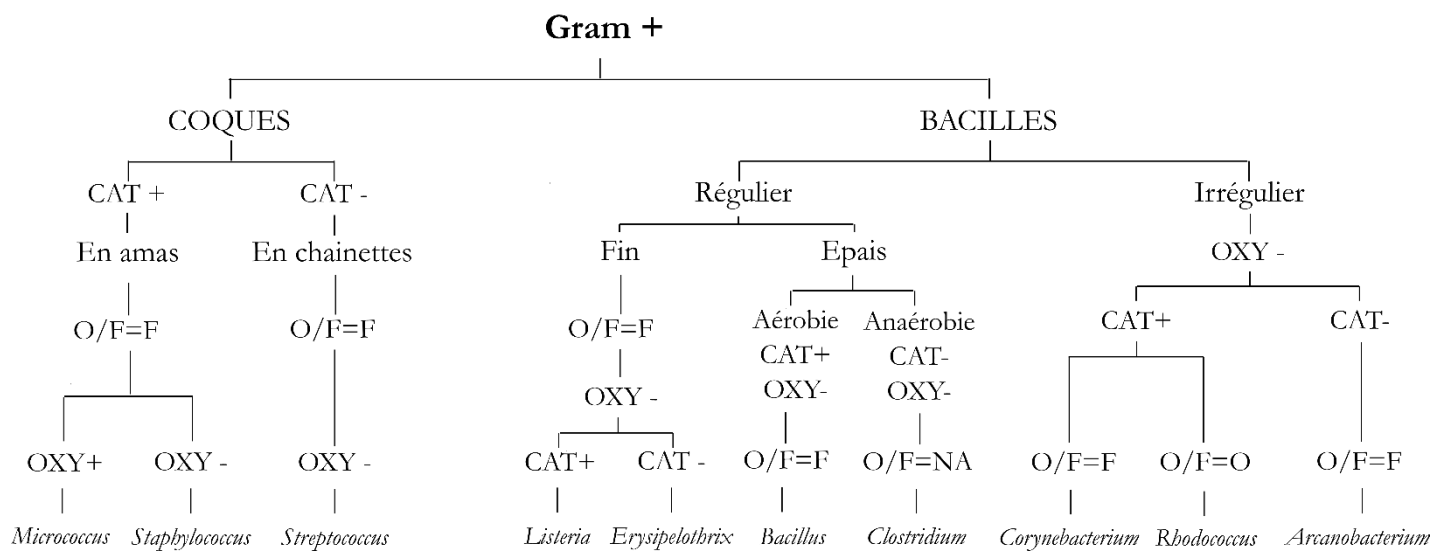 Gram +
COQUES BACILLES
CAT + CAT - Régulier Irrégulier
En amas En chainettes Fin Epais OXY -
O/F=F O/F=F O/F=F Aérobie Anaérobie CAT+ CAT-
CAT+ CAT-
OXY - OXY- OXY-
OXY+ OXY - OXY - CAT+ CAT - O/F=F O/F=NA O/F=F O/F=O O/F=F
Micrococcus Staphylococcus Streptococcus Listeria Erysipelothrix Bacillus Clostridium Corynebacterium Rhodococcus Arcanobacterium